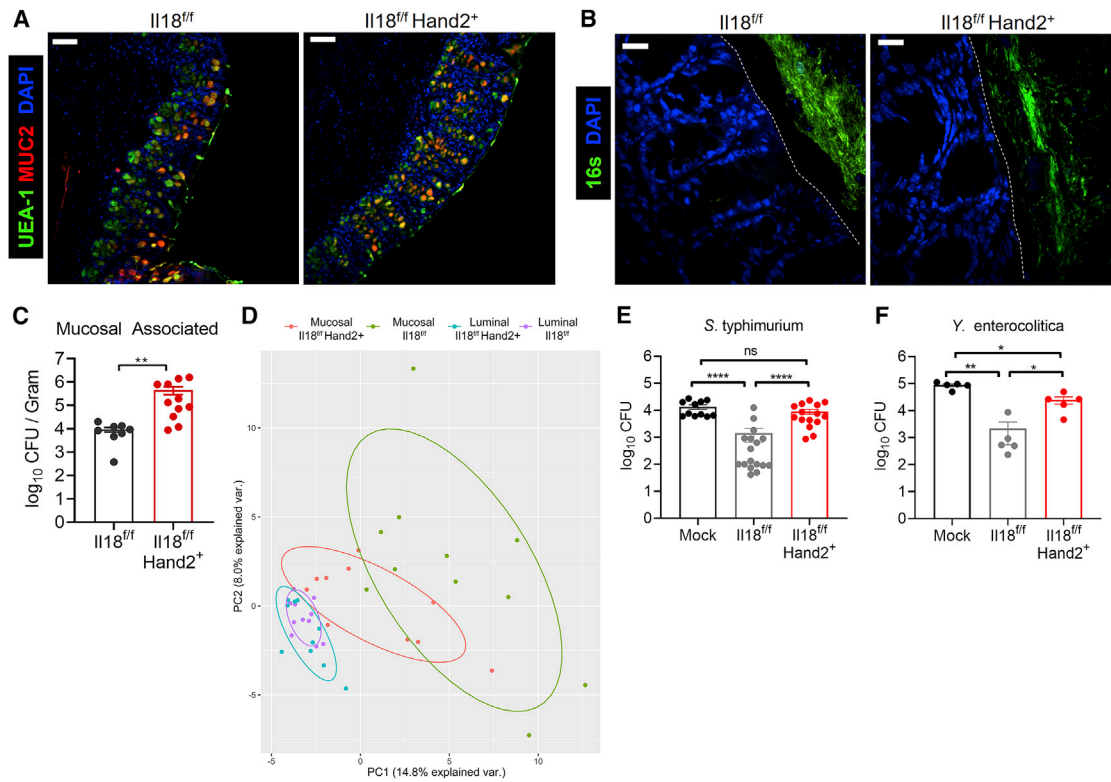 A
Il18f/f
Il18f/f Hand2+
UEA-1 MUC2 DAPI
B
Il18f/f
Il18f/f Hand2+
16s DAPI
C
Mucosal Associated
**
log10 CFU / Gram
7
6
5
4
3
2
1
0
Il18f/f
Il18f/f
Hand2+
D
Mucosal
Il18f/f Hand2+
Mucosal
Il18f/f
Luminal
Il18f/f Hand2+
Luminal
Il18f/f
PC2 (8.0% explained var.)
10
5
0
-5
-5
0
5
10
PC1 (14.8% explained var.)
E
S. typhimurium
ns
****
****
log10 CFU
6
5
4
3
2
1
0
Mock
Il18f/f
Il18f/f
Hand2+
F
Y. enterocolitica
*
**
*
log10 CFU
6
5
4
3
2
1
0
Mock
Il18f/f
Il18f/f
Hand2+